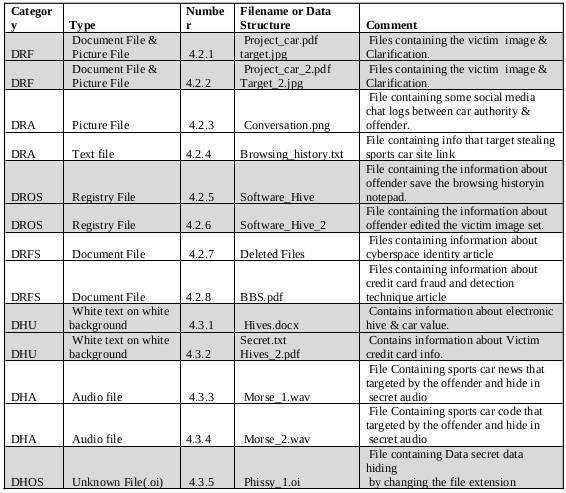 Categor
y
Type
Numbe
r
Filename or Data
Structure
Comment
DRF
Document File &
Picture File
4.2.1
Project_car.pdf
target.jpg
Files containing the victim image &
Clarification.
DRF
Document File &
Picture File
4.2.2
Project_car_2.pdf
Target_2.jpg
Files containing the victim image &
Clarification.
DRA
Picture File
4.2.3
Conversation.png
File containing some social media
chat logs between car authority &
offender.
DRA
Text file
4.2.4
Browsing_history.txt
File containing info that target stealing
sports car site link
DROS
Registry File
4.2.5
Software_Hive
File containing the information about
offender save the browsing historyin
notepad.
DROS
Registry File
4.2.6
Software_Hive_2
File containing the information about
offender edited the victim image set.
DRFS
Document File
4.2.7
Deleted Files
Files containing information about
cyberspace identity article
DRFS
Document File
4.2.8
BBS.pdf
Files containing information about
credit card fraud and detection
technique article
DHU
White text on white
background
4.3.1
Hives.docx
Contains information about electronic
hive & car value.
DHU
White text on white
background
4.3.2
Secret.txt
Hives_2.pdf
Contains information about Victim
credit card info.
DHA
Audio file
4.3.3
Morse_1.wav
File Containing sports car news that
targeted by the offender and hide in
secret audio
DHA
Audio file
4.3.4
Morse_2.wav
File Containing sports car code that
targeted by the offender and hide in
secret audio
DHOS
Unknown File(.oi)
4.3.5
Phissy_1.oi
File containing Data secret data
hiding
by changing the file extension